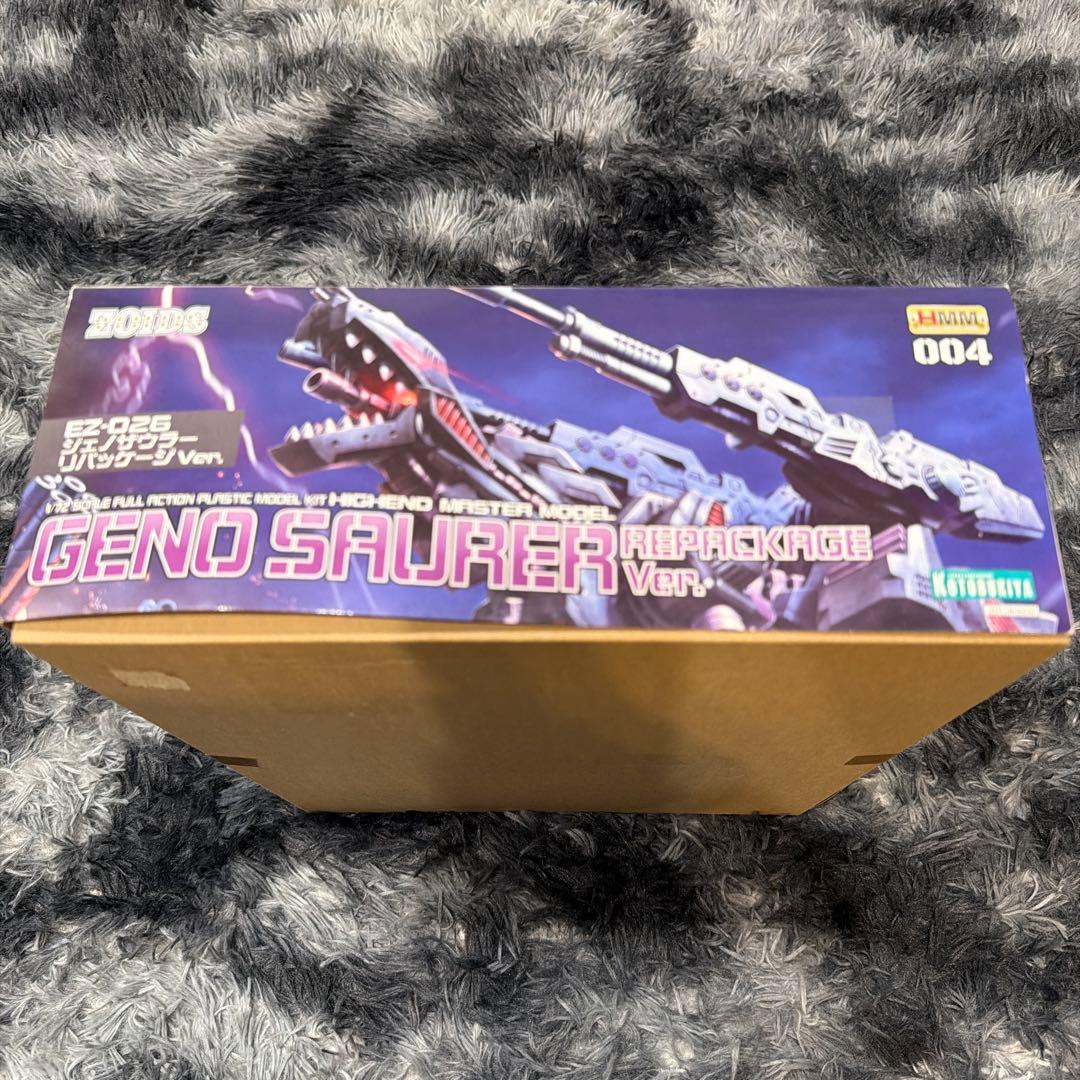 ZOIDS
HMM
004
EZ-026
ジェノザウラー
リパッケージVer.
1/72 SCALE FULL ACTION PLASTIC MODEL KIT HIGHEND MASTER MODEL
GENO SAURER REPACKAGE Ver.
KOTOBUKIYA